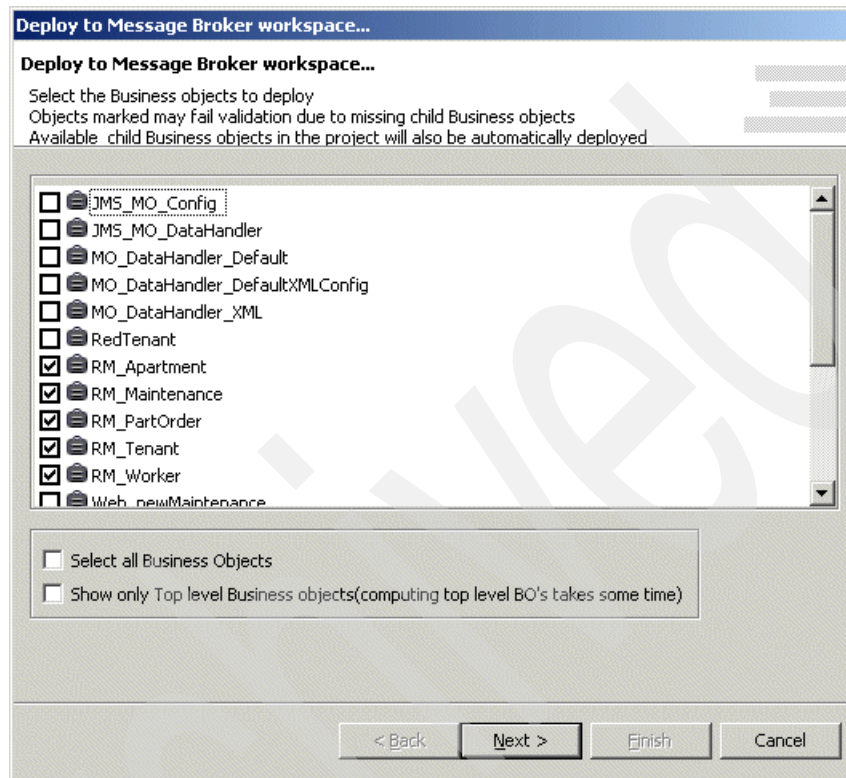 Deploy to Message Broker workspace...
Deploy to Message Broker workspace...
Select the Business objects to deploy
Objects marked may fail validation due to missing child Business objects
Available child Business objects in the project will also be automatically deployed
JMS_MO_Config
JMS_MO_DataHandler
MO_DataHandler_Default
MO_DataHandler_DefaultXMLConfig
MO_DataHandler_XML
RedTenant
RM_Apartment
RM_Maintenance
RM_PartOrder
RM_Tenant
RM_Worker
Web_newMaintenance
Select all Business Objects
Show only Top level Business objects(computing top level BO's takes some time)
< Back Next > Finish Cancel